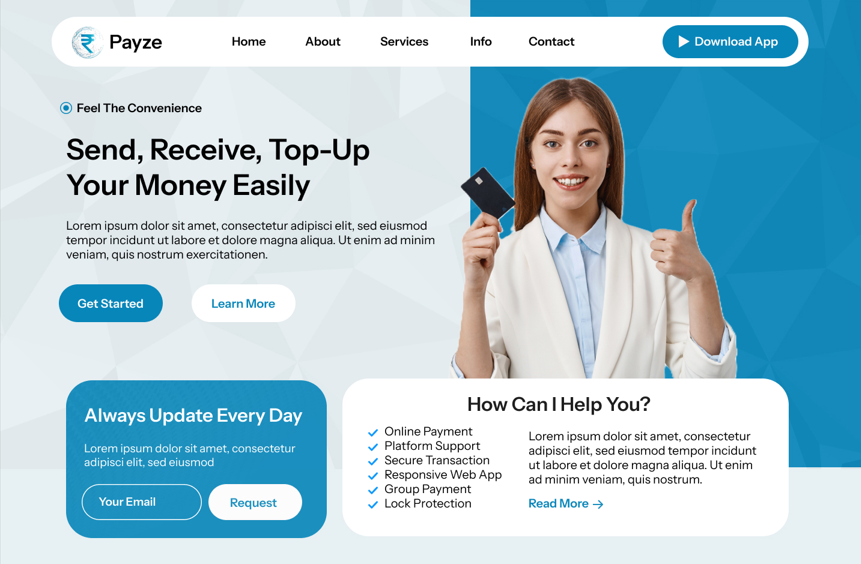 ₹ Payze
Home
About
Services
Info
Contact
Download App
Feel The Convenience
Send, Receive, Top-Up
Your Money Easily
Lorem ipsum dolor sit amet, consectetur adipisci elit, sed eiusmod
tempor incidunt ut labore et dolore magna aliqua. Ut enim ad minim
veniam, quis nostrum exercitationen.
Get Started
Learn More
Always Update Every Day
Lorem ipsum dolor sit amet, consectetur
adipisci elit, sed eiusmod
Your Email
Request
How Can I Help You?
Online Payment
Platform Support
Secure Transaction
Responsive Web App
Group Payment
Lock Protection
Lorem ipsum dolor sit amet, consectetur
adipisci elit, sed eiusmod tempor incidunt
ut labore et dolore magna aliqua. Ut enim
ad minim veniam, quis nostrum.
Read More →